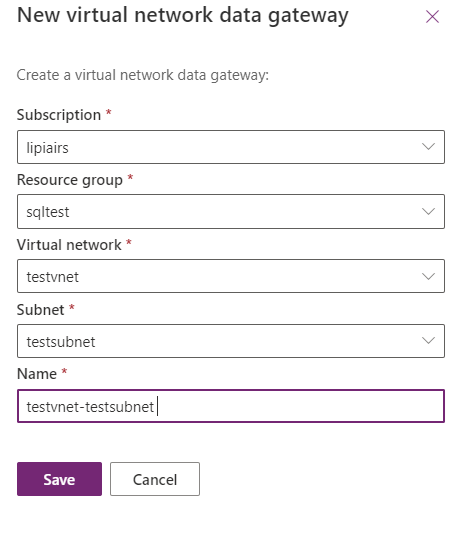 New virtual network data gateway
Create a virtual network data gateway:
Subscription *
lipiairs
Resource group *
sqltest
Virtual network *
testvnet
Subnet *
testsubnet
Name *
testvnet-testsubnet
Save Cancel